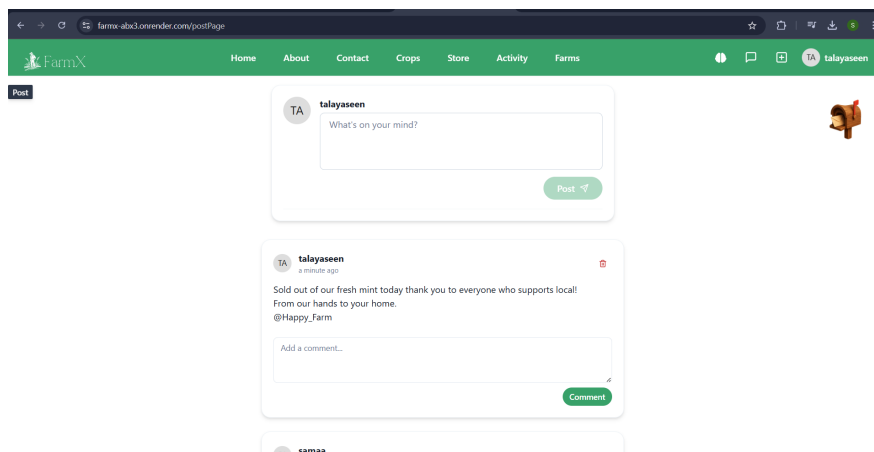 farmx-abx3.onrender.com/postPage
S
FarmX
Home About Contact Crops Store Activity Farms
TA talayaseen
Post
TA talayaseen
What's on your mind?
Post
TA talayaseen
a minute ago
Sold out of our fresh mint today thank you to everyone who supports local!
From our hands to your home.
@Happy_Farm
Add a comment...
Comment
samaa